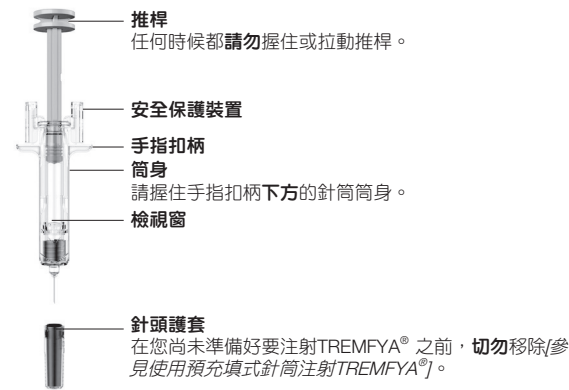 推桿
任何時候都請勿握住或拉動推桿。
安全保護裝置
手指扣柄
筒身
請握住手指扣柄下方的針筒筒身。
檢視窗
針頭護套
在您尚未準備好要注射TREMFYA® 之前,切勿移除[參
見使用預充填式針筒注射TREMFYA®]。